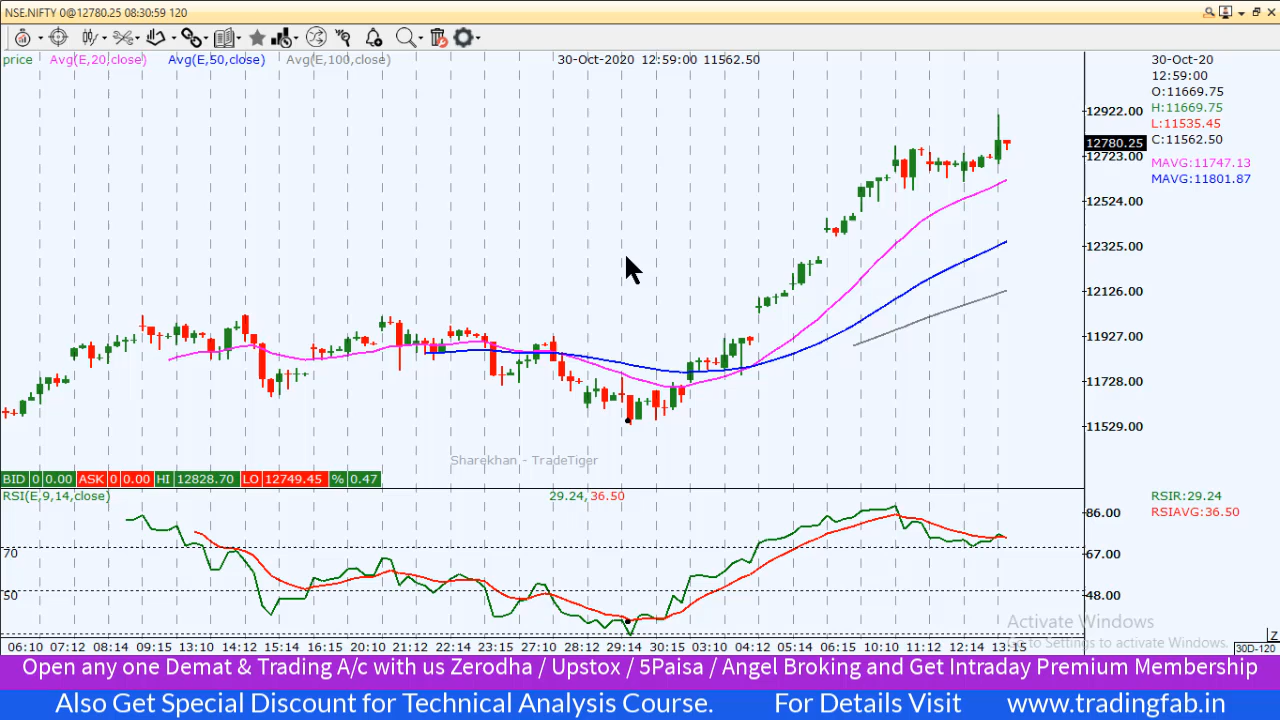 NSE.NIFTY 0@12780.25 08:30:59 120
price Avg(E,20,close) Avg(E,50,close) Avg(E,100,close) 30-Oct-2020 12:59:00 11562.50
30-Oct-20
12:59:00
O:11669.75
H:11669.75
L:11535.45
C:11562.50
MAVG:11747.13
MAVG:11801.87
12922.00
12780.25
12723.00
12524.00
12325.00
12126.00
11927.00
11728.00
11529.00
Sharekhan - TradeTiger
BID 0 0.00 ASK 0 0.00 HI 12828.70 LO 12749.45 % 0.47
RSI(E,9,14,close) 29.24, 36.50
RSIR:29.24
RSIAVG:36.50
86.00
67.00
48.00
70
50
Activate Windows
Go to Settings to activate Windows.
06:10 07:12 08:11 09:15 13:10 14:12 15:14 16:15 19:15 20:10 21:12 22:14 23:15 27:10 28:12 29:14 30:15 03:10 04:12 05:14 06:15 10:10 11:12 12:14 13:15 30D-120
Z
Open any one Demat & Trading A/c with us Zerodha / Upstox / 5Paisa / Angel Broking and Get Intraday Premium Membership
Also Get Special Discount for Technical Analysis Course. For Details Visit www.tradingfab.in